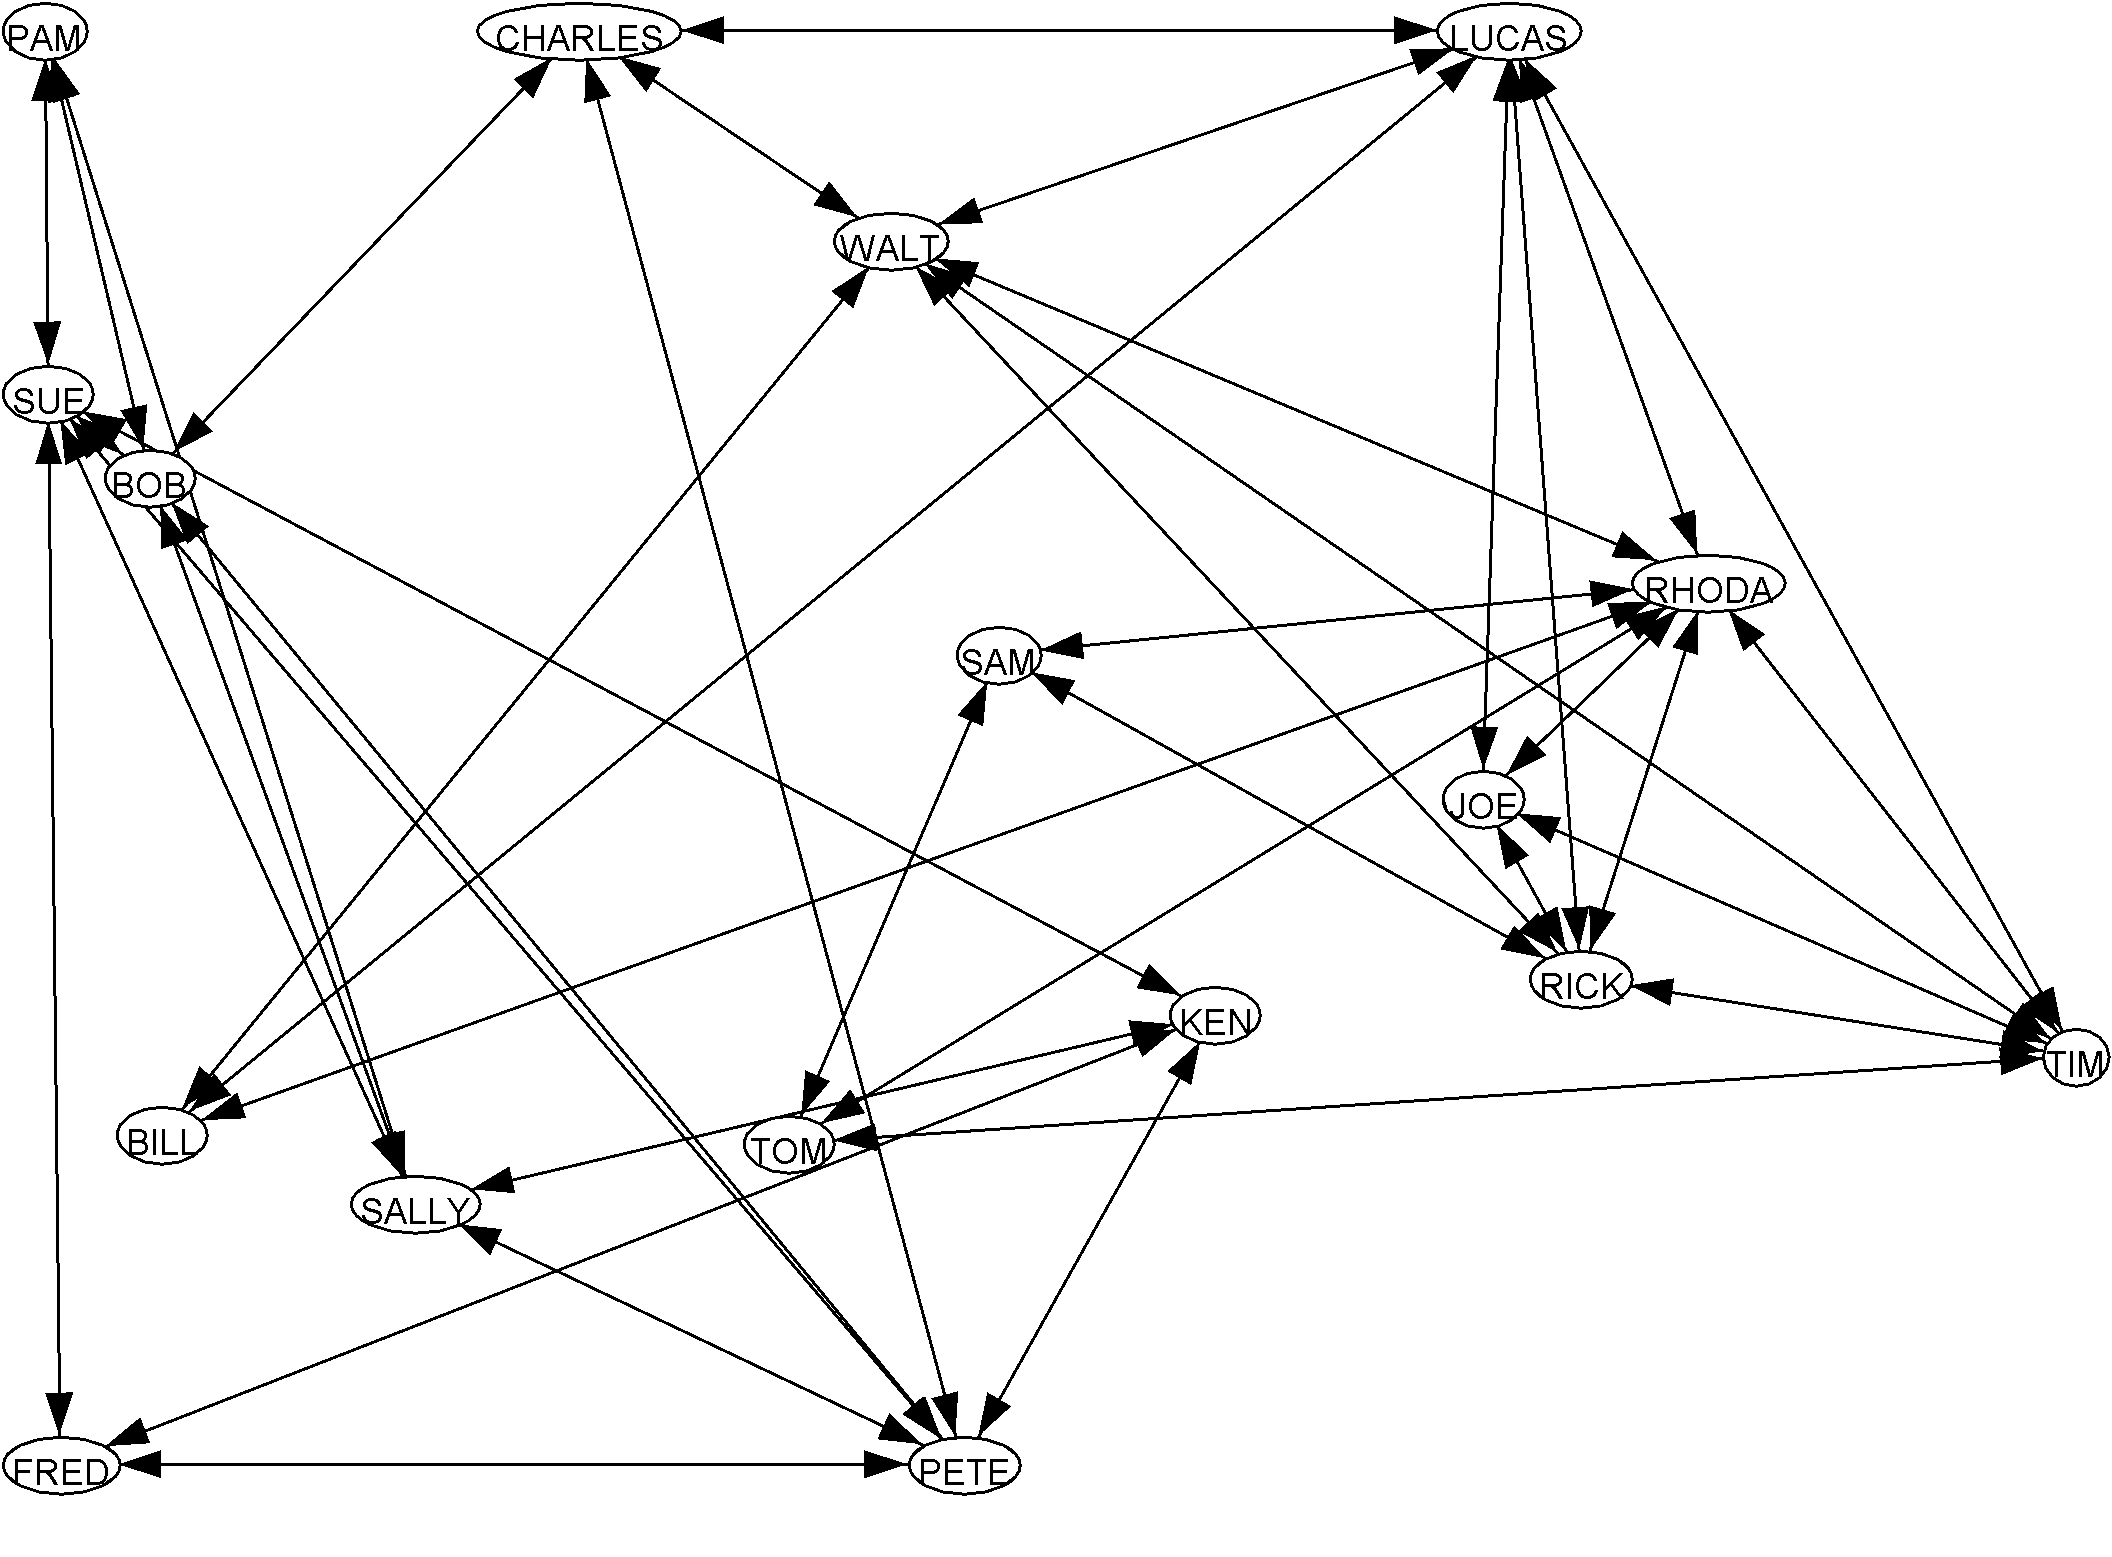 PAM
CHARLES
LUCAS
WALT
SUE
BOB
RHODA
SAM
JOE
RICK
KEN
TIM
BILL
TOM
SALLY
FRED
PETE